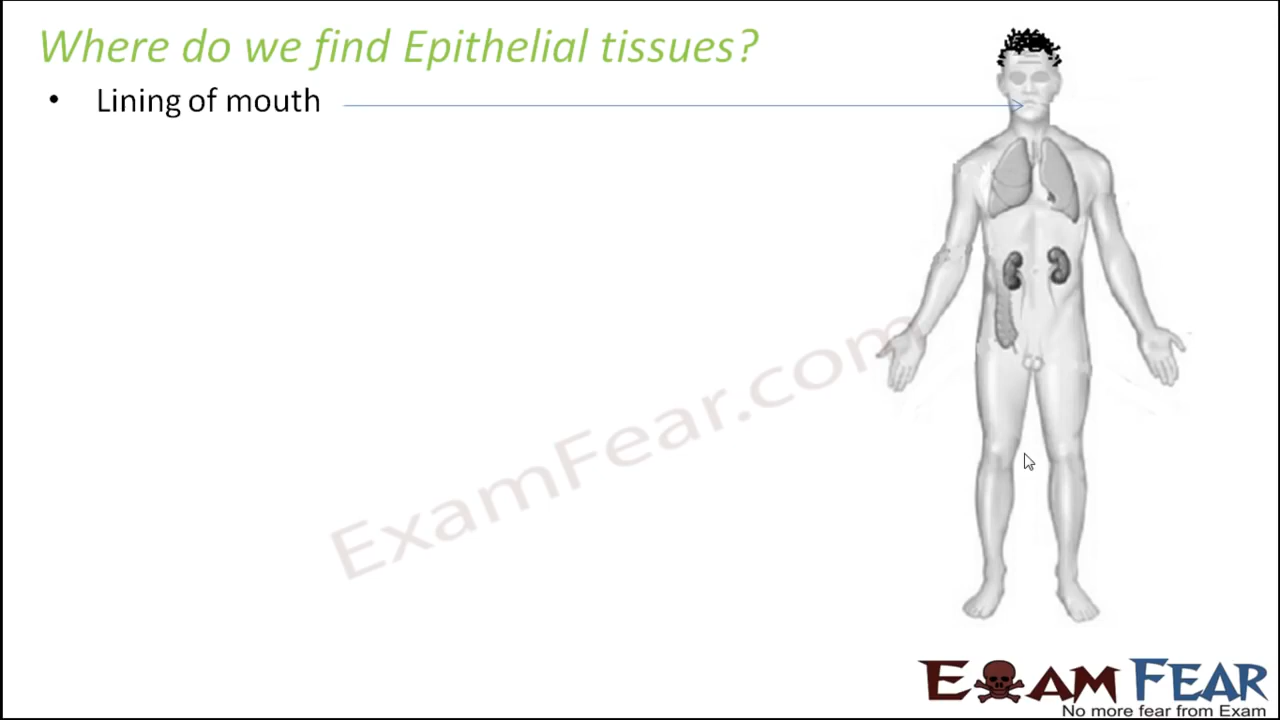 Where do we find Epithelial tissues?
• Lining of mouth
ExamFear.com
EXAM FEAR
No more fear from Exam